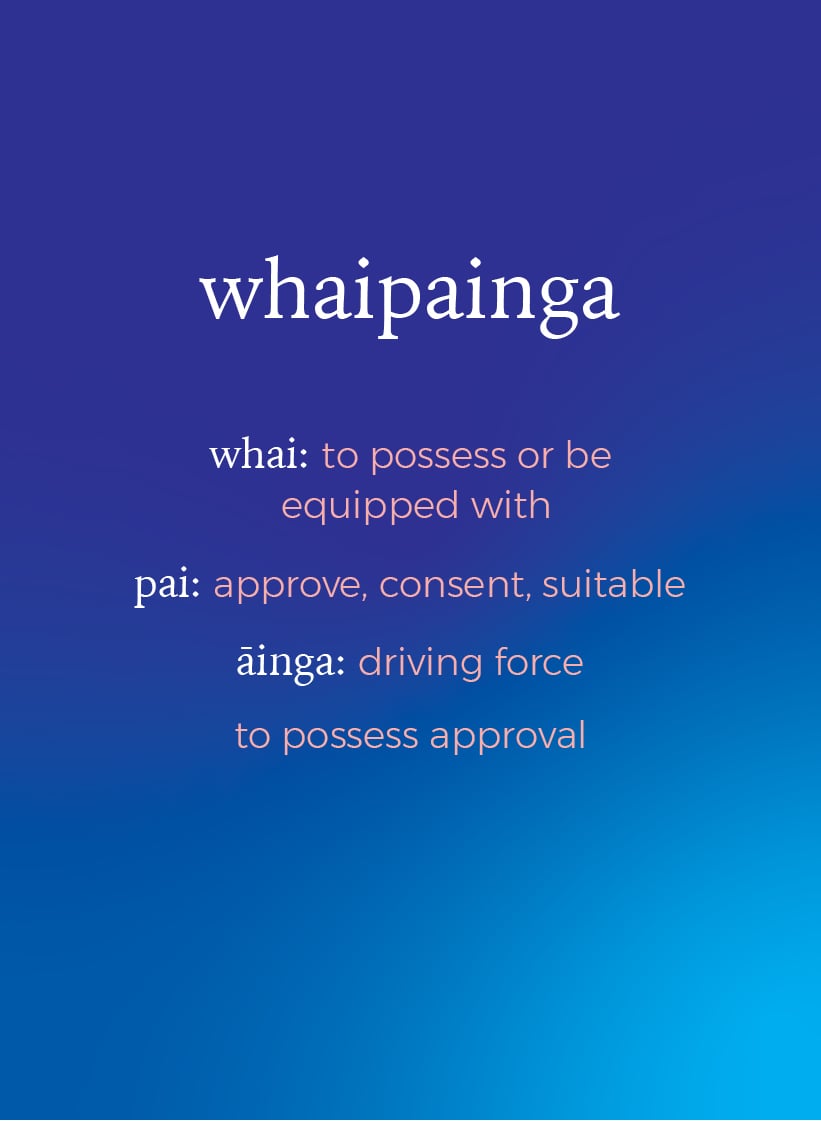 whaipainga
whai: to possess or be
equipped with
pai: approve, consent, suitable
āinga: driving force
to possess approval